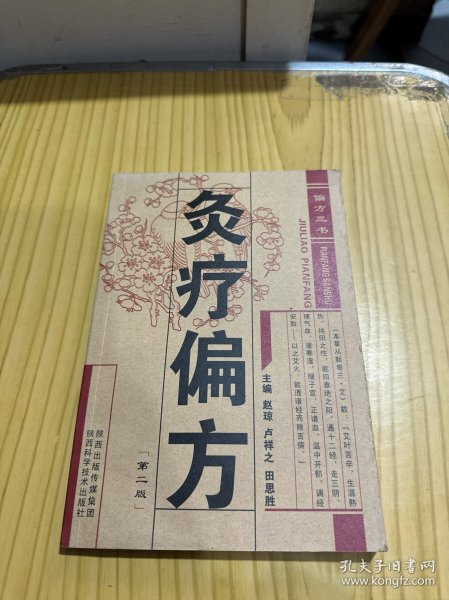 灸疗偏方
「第二版」
偏方三书
PIANFANG SANSHU
JIULIAO PIANFANG
《本草从新卷三·艾》载：「艾叶苦辛，生温熟
热，纯阳之性，能回垂绝之阳，通十二经，走三阴，
理气血，逐寒湿，暖子宫，止诸血，温中开郁，调经
安胎……以之艾火，能透诸经而除百病。」
主编 赵琼 卢祥之 田思胜
陕西出版传媒集团
陕西科学技术出版社
孔夫子旧书网
www.kongfz.com